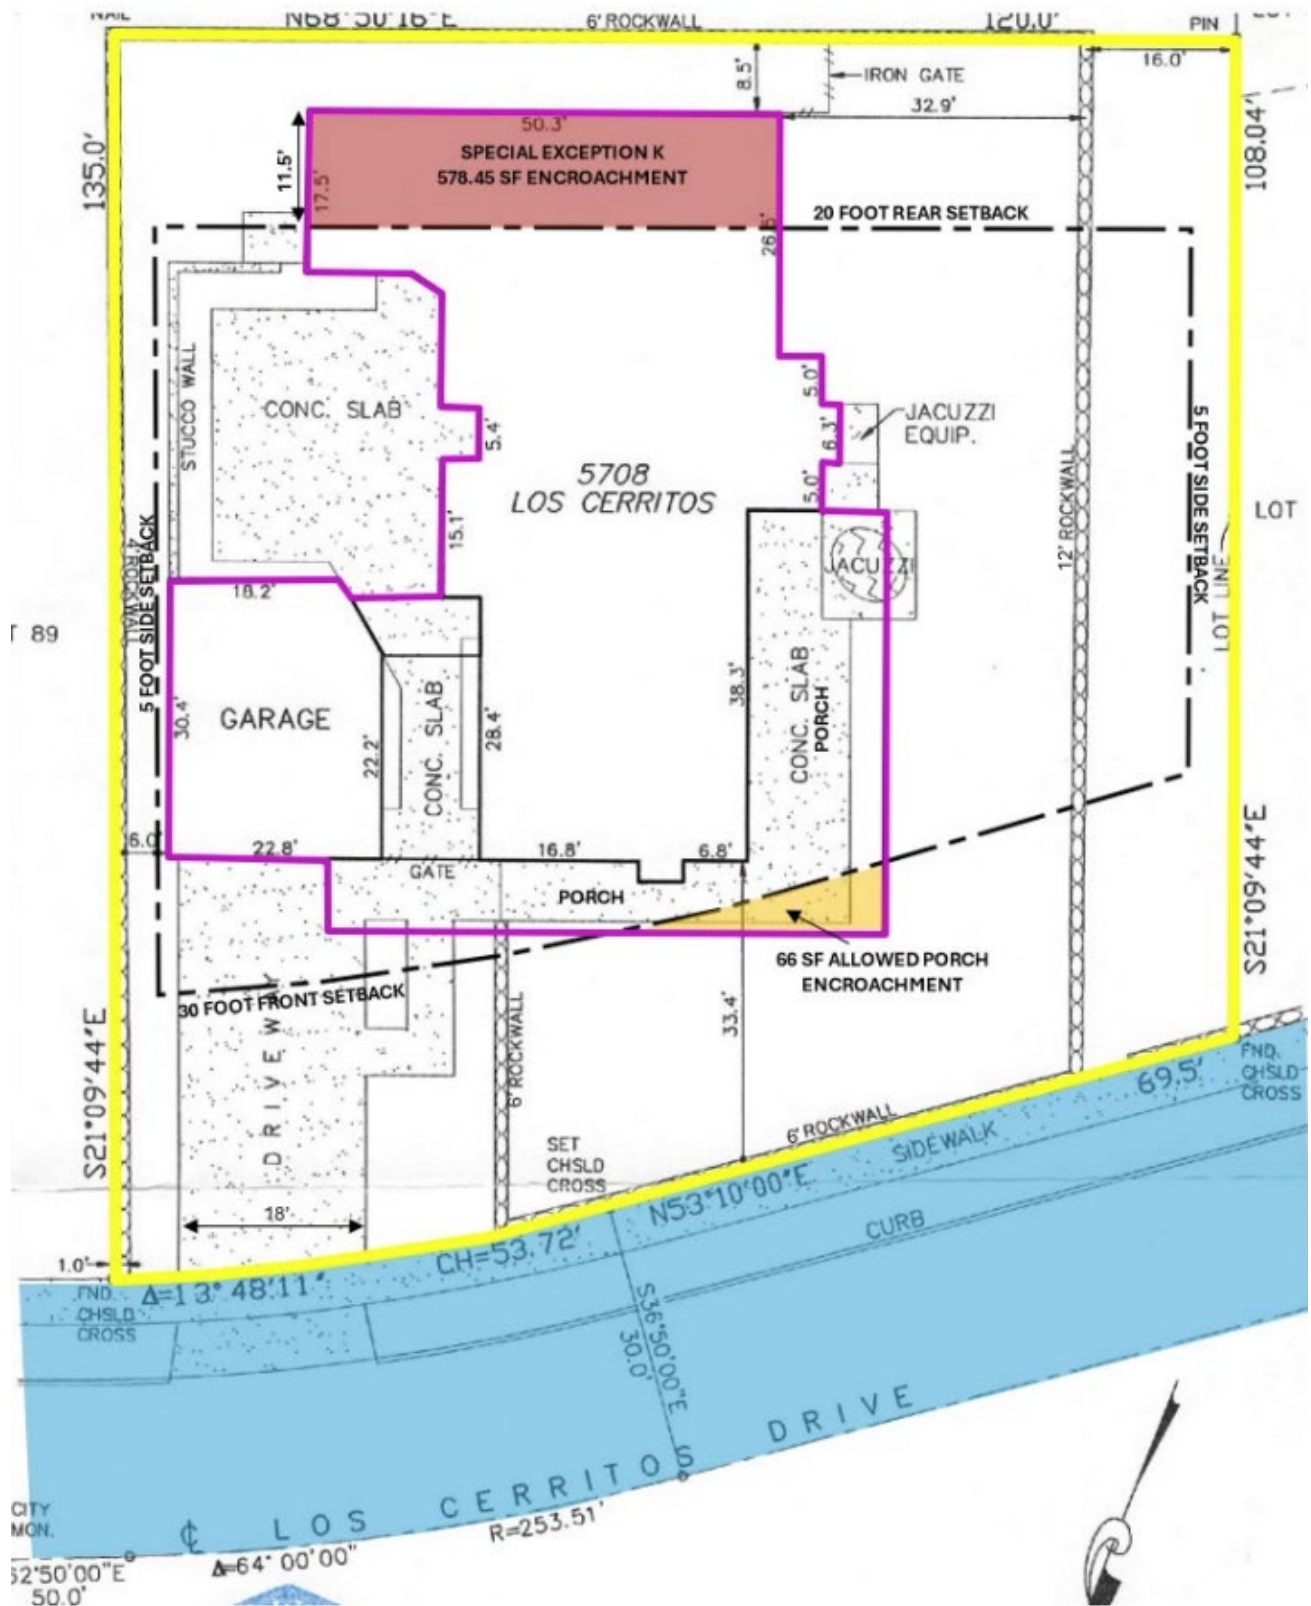 N68°50'16"E
6' ROCKWALL
120.0'
PIN
16.0'
8.5'
IRON GATE
32.9'
50.3'
SPECIAL EXCEPTION K
578.45 SF ENCROACHMENT
11.5'
17.5'
135.0'
108.04'
20 FOOT REAR SETBACK
STUCCO WALL
CONC. SLAB
5.4'
5.0'
6.3'
5.0'
JACUZZI
EQUIP.
5708
LOS CERRITOS
15.1'
12' ROCKWALL
5 FOOT SIDE SETBACK
LOT
LOT LINE
JACUZZI
18.2'
5 FOOT SIDE SETBACK
ROCKWALL
89
GARAGE
30.4'
22.2'
CONC. SLAB
28.4'
38.3'
CONC. SLAB
PORCH
6.0'
22.8'
16.8'
6.8'
GATE
PORCH
S21°09'44"E
66 SF ALLOWED PORCH
ENCROACHMENT
30 FOOT FRONT SETBACK
DRIVEWAY
6' ROCKWALL
33.4'
S21°09'44"E
FND.
CHSLD
CROSS
69.5'
6' ROCKWALL
SIDEWALK
SET
CHSLD
CROSS
N53°10'00"E
18'
CURB
1.0'
CH=53.72'
FND.
CHSLD
CROSS
Δ=13°48'11"
S36°50'00"E
30.0'
℄ LOS CERRITOS DRIVE
R=253.51'
CITY
MON.
Δ=64°00'00"
52°50'00"E
50.0'